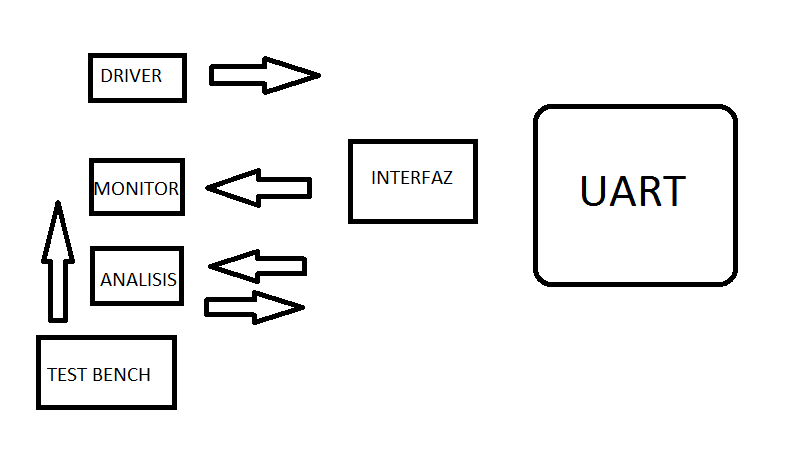 DRIVER
MONITOR
INTERFAZ
UART
ANALISIS
TEST BENCH